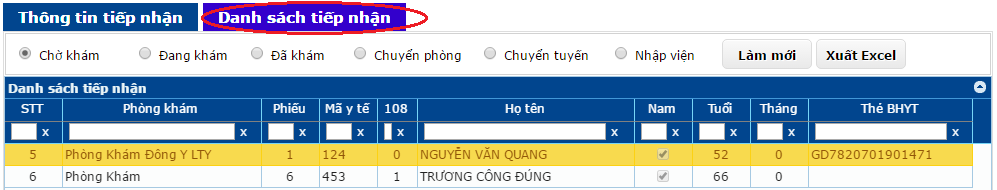 Thông tin tiếp nhận Danh sách tiếp nhận
Chờ khám Đang khám Đã khám Chuyển phòng Chuyển tuyến Nhập viện Làm mới Xuất Excel
Danh sách tiếp nhận
STT Phòng khám Phiếu Mã y tế 108 Họ tên Nam Tuổi Tháng Thẻ BHYT
x x x x x x x x x x
5 Phòng Khám Đông Y LTY 1 124 0 NGUYỄN VĂN QUANG 52 0 GD7820701901471
6 Phòng Khám 6 453 1 TRƯƠNG CÔNG ĐÚNG 66 0